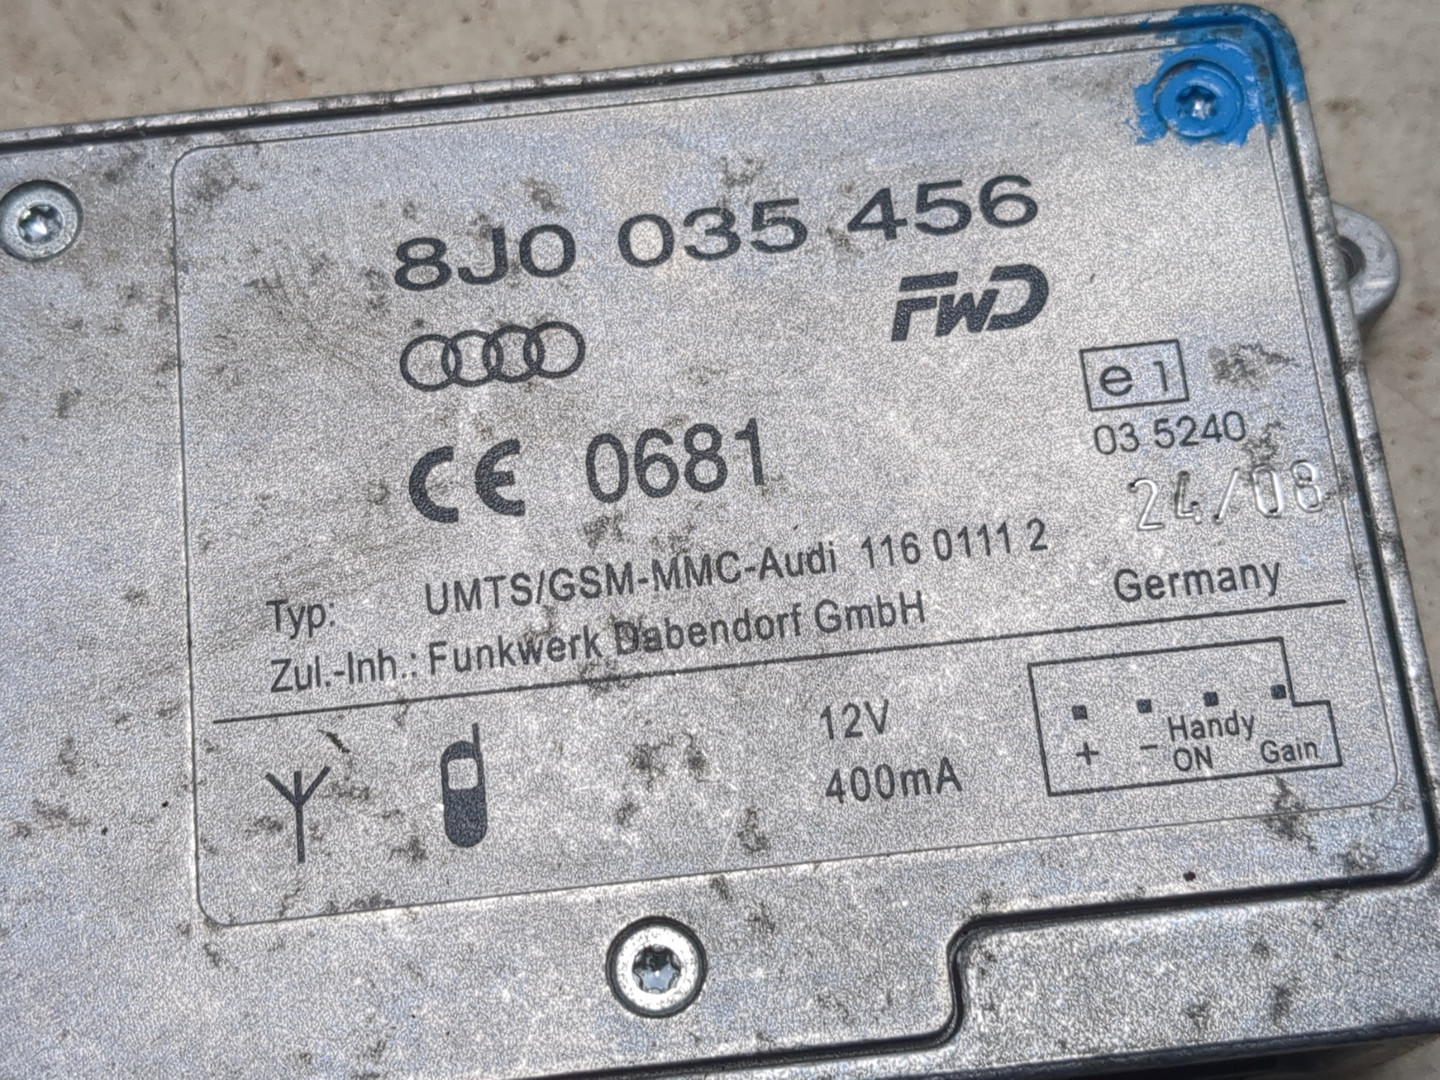 8J0 035 456
FWD
e1
03 5240
CE 0681
24/08
Typ: UMTS/GSM-MMC-Audi 116 0111 2
Zul.-Inh.: Funkwerk Dabendorf GmbH
Germany
12V
400mA
+ - Handy ON Gain